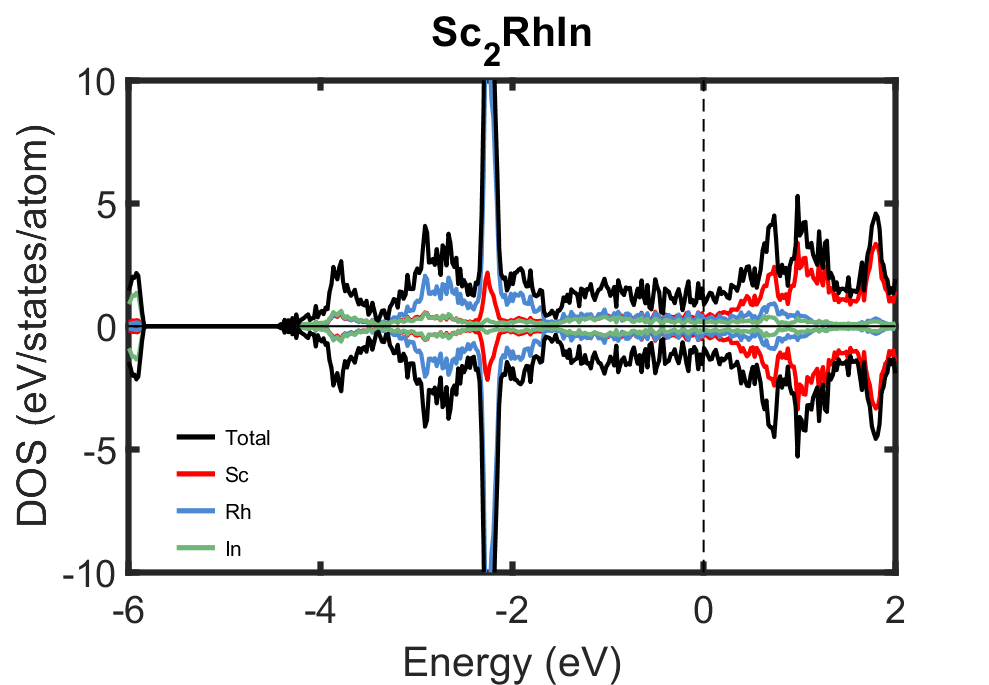 Sc2RhIn
10
5
0
-5
-10
DOS (eV/states/atom)
Total
Sc
Rh
In
-6 -4 -2 0 2
Energy (eV)